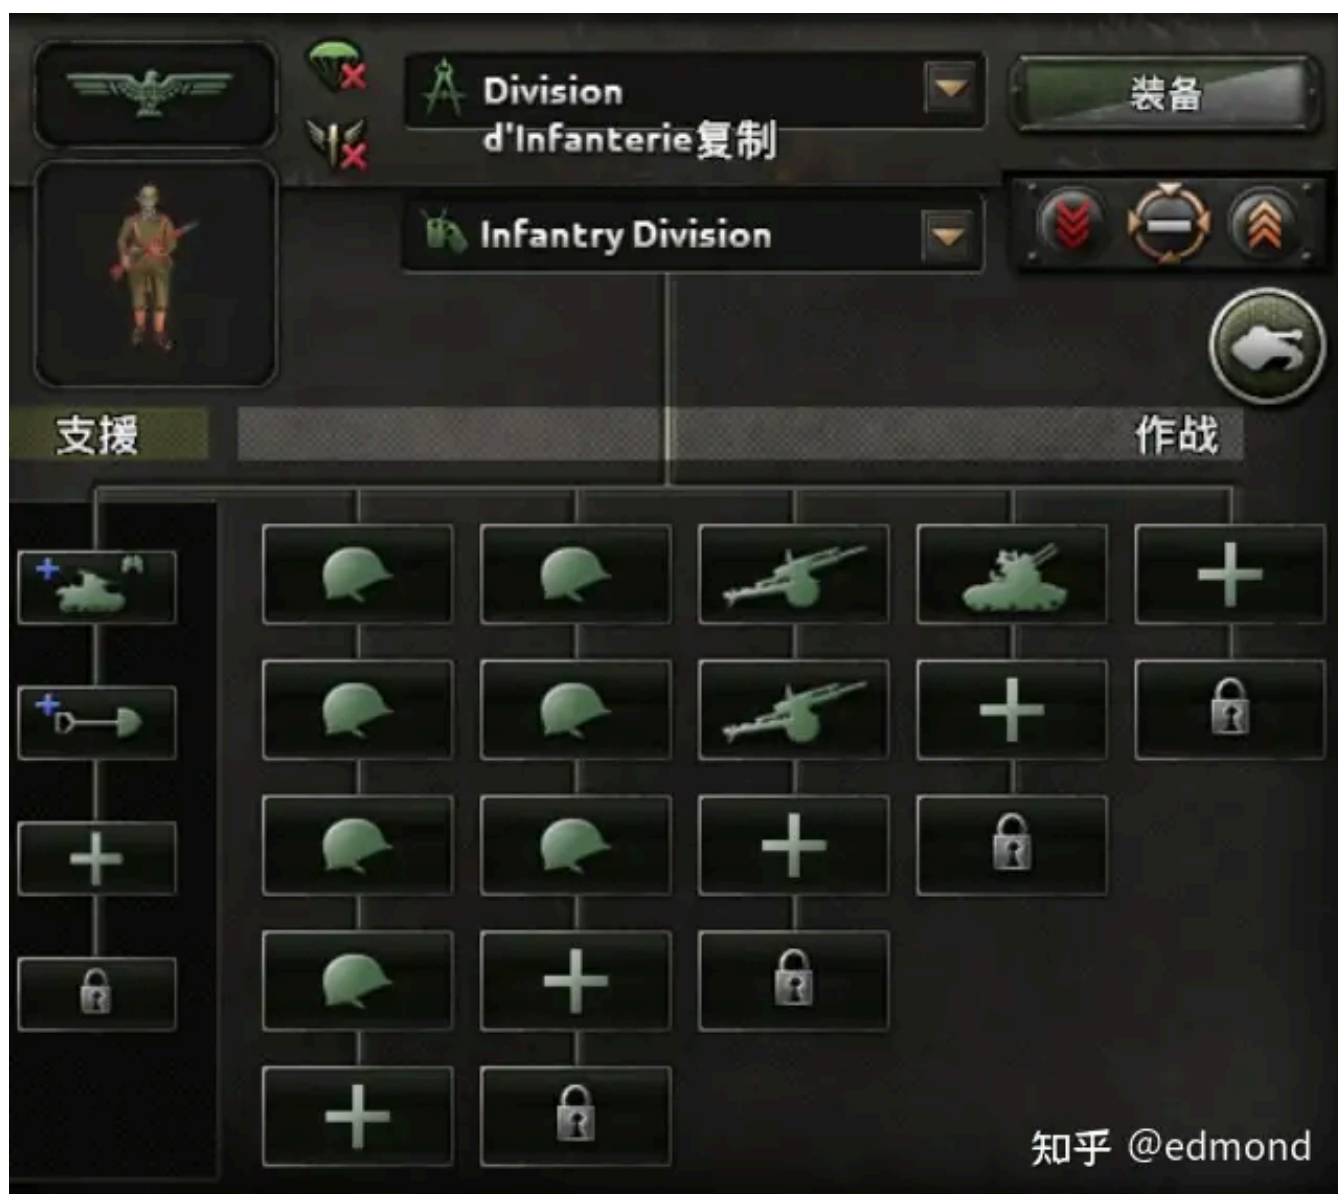 Division
d'Infanterie复制
装备
Infantry Division
支援
作战
知乎 @edmond